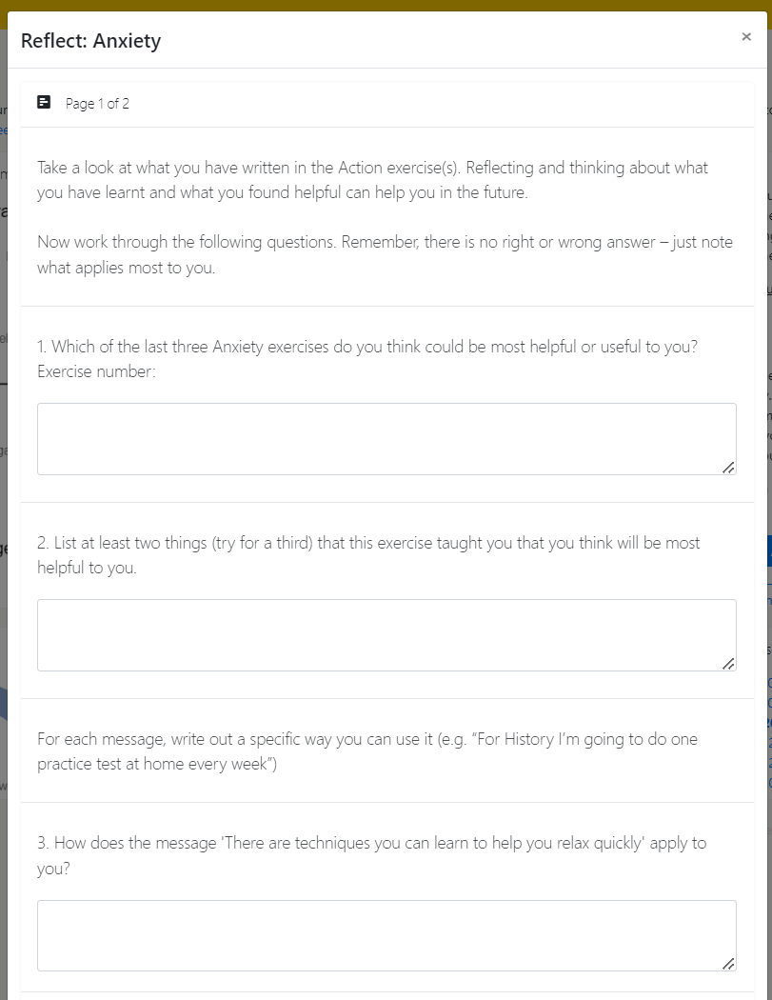 Reflect: Anxiety
×
Page 1 of 2
Take a look at what you have written in the Action exercise(s). Reflecting and thinking about what
you have learnt and what you found helpful can help you in the future.
Now work through the following questions. Remember, there is no right or wrong answer – just note
what applies most to you.
1. Which of the last three Anxiety exercises do you think could be most helpful or useful to you?
Exercise number:
2. List at least two things (try for a third) that this exercise taught you that you think will be most
helpful to you.
For each message, write out a specific way you can use it (e.g. “For History I’m going to do one
practice test at home every week”)
3. How does the message 'There are techniques you can learn to help you relax quickly' apply to
you?